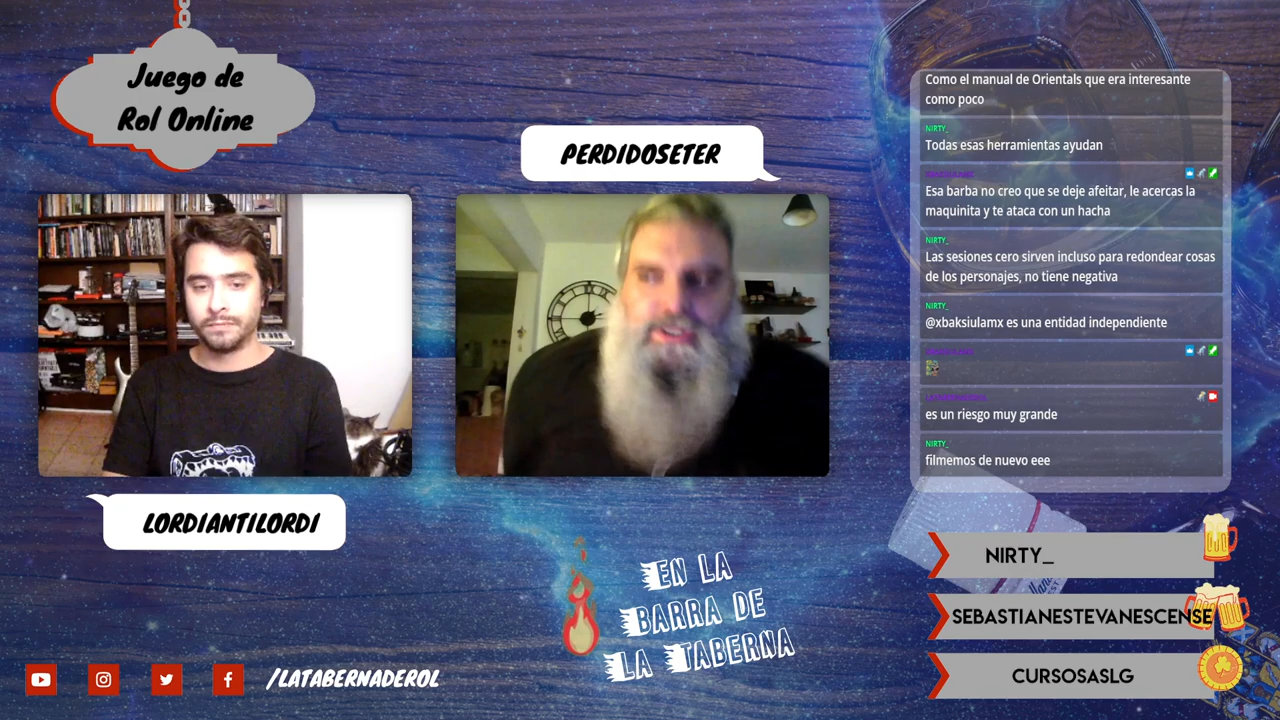 Juego de
Rol Online
PERDIDOSETER
LORDIANTILORDI
EN LA
BARRA DE
LA TABERNA
/LATABERNADEROL
Como el manual de Orientals que era interesante
como poco
NIRTY_
Todas esas herramientas ayudan
Esa barba no creo que se deje afeitar, le acercas la
maquinita y te ataca con un hacha
NIRTY_
Las sesiones cero sirven incluso para redondear cosas
de los personajes, no tiene negativa
NIRTY_
@xbaksiulamx es una entidad independiente
es un riesgo muy grande
NIRTY_
filmemos de nuevo eee
NIRTY_
SEBASTIANESTEVANESCENSE
CURSOSASLG